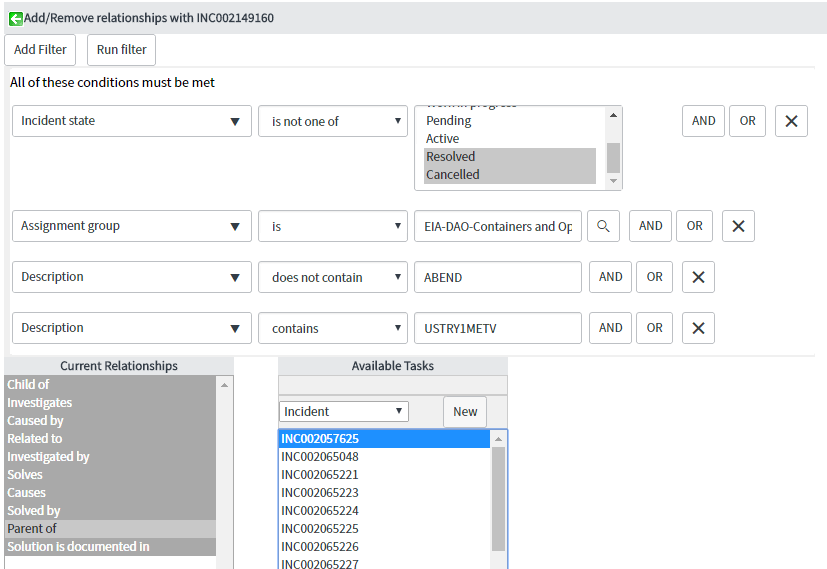 Add/Remove relationships with INC002149160
Add Filter Run filter
All of these conditions must be met
Incident state is not one of
Pending
Active
Resolved
Cancelled
AND OR
Assignment group is EIA-DAO-Containers and Op AND OR
Description does not contain ABEND AND OR
Description contains USTRY1METV AND OR
Current Relationships
Child of
Investigates
Caused by
Related to
Investigated by
Solves
Causes
Solved by
Parent of
Solution is documented in
Available Tasks
Incident New
INC002057625
INC002065048
INC002065221
INC002065223
INC002065224
INC002065225
INC002065226
INC002065227